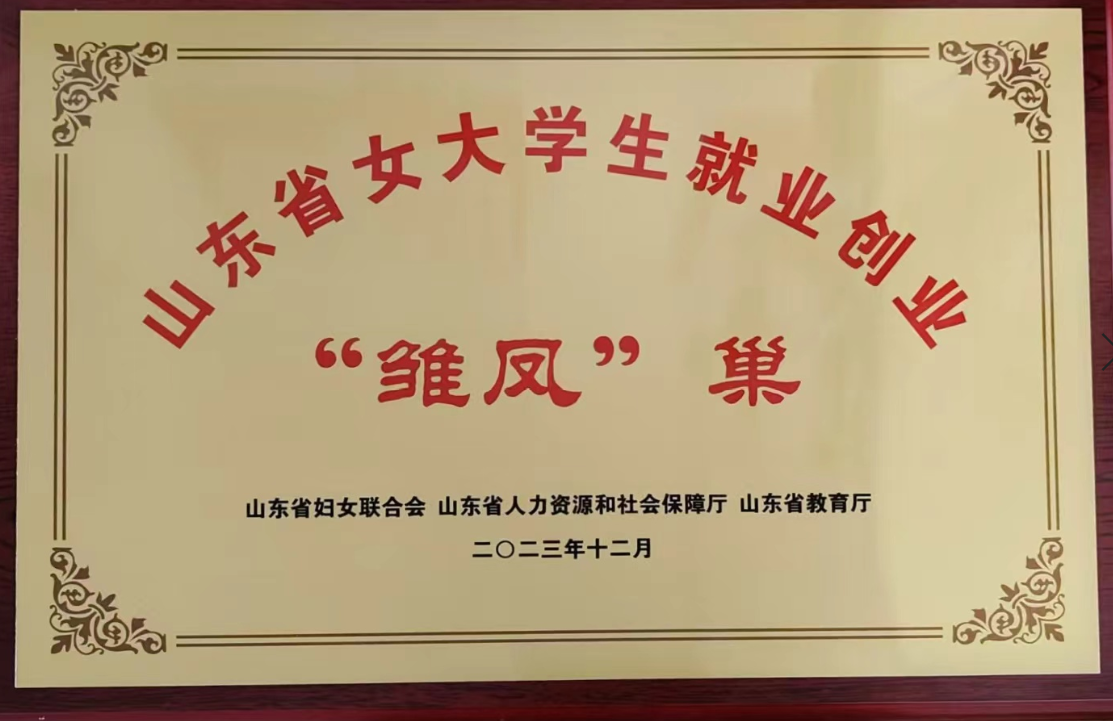 山东省女大学生就业创业
“雏凤”巢
山东省妇女联合会 山东省人力资源和社会保障厅 山东省教育厅
二〇二三年十二月